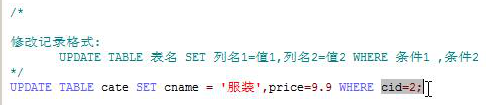 /*
修改记录格式:
UPDATE TABLE 表名 SET 列名1=值1,列名2=值2 WHERE 条件1 ,条件2
*/
UPDATE TABLE cate SET cname = '服装',price=9.9 WHERE cid=2;